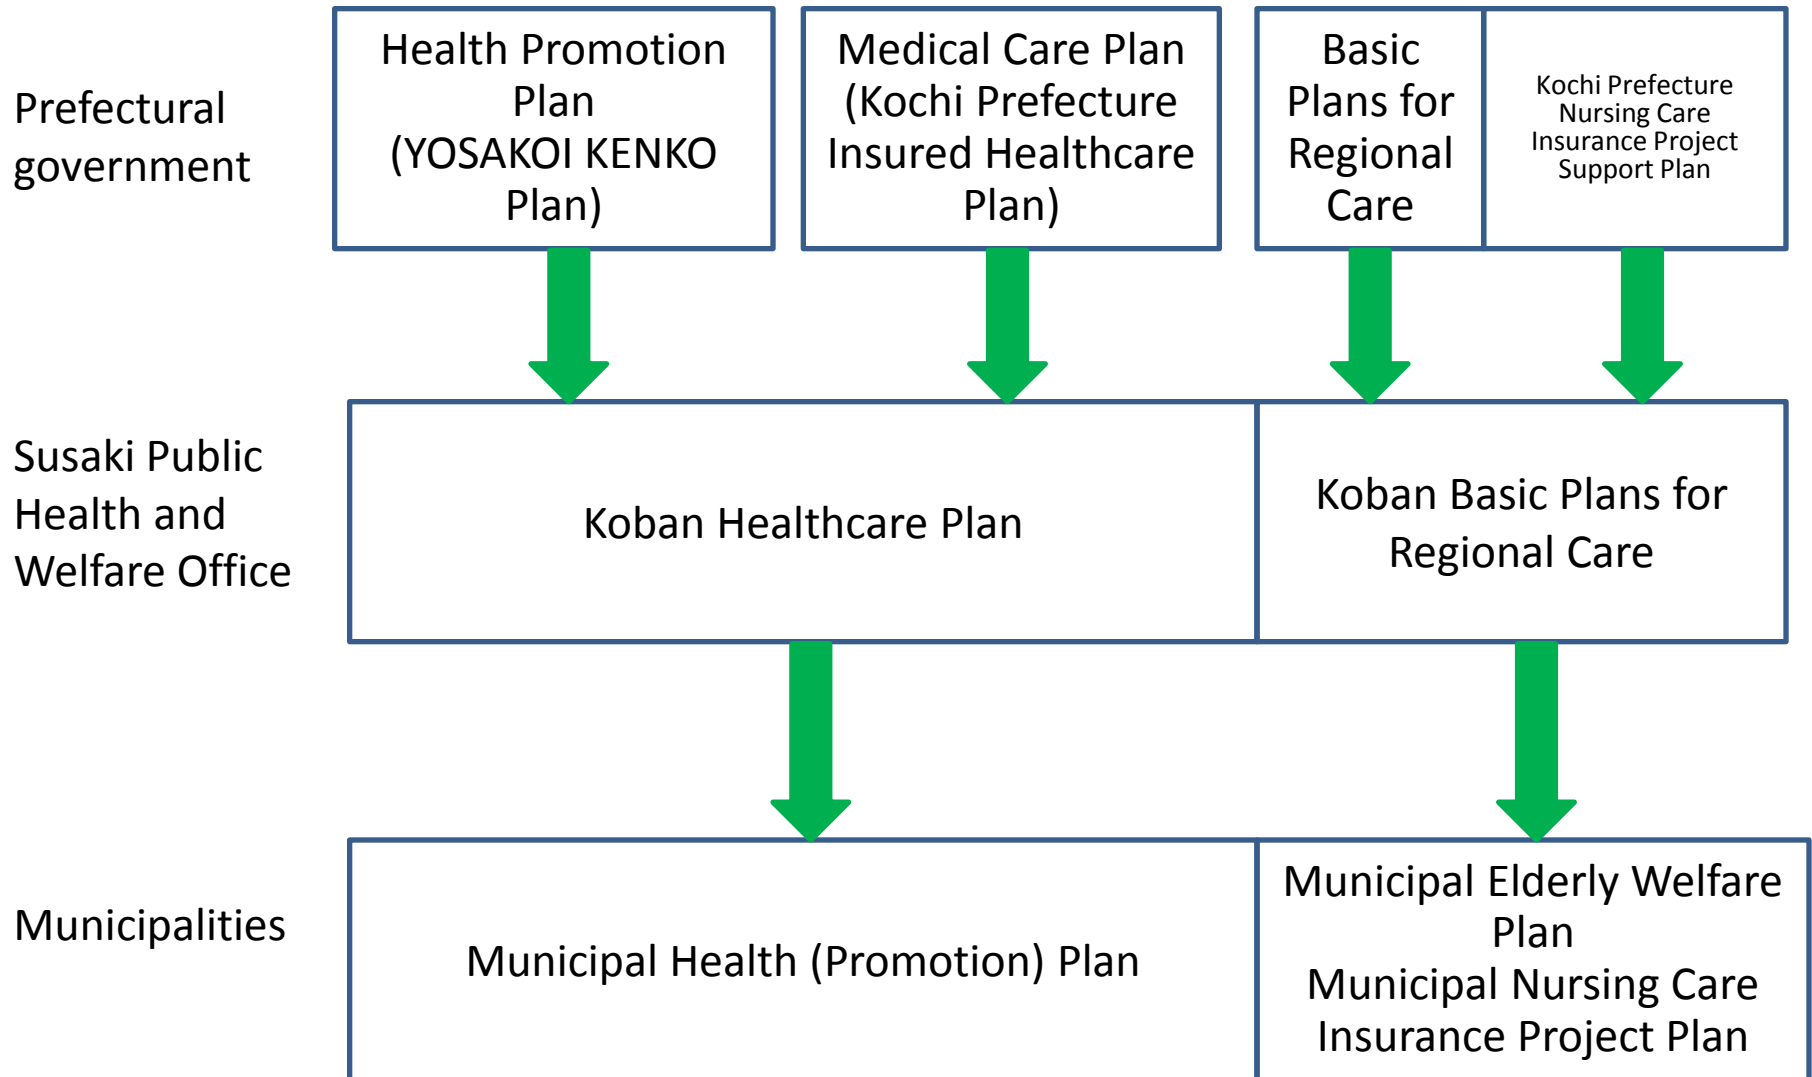 Prefectural
government
Health Promotion
Plan
(YOSAKOI KENKO
Plan)
Medical Care Plan
(Kochi Prefecture
Insured Healthcare
Plan)
Basic
Plans for
Regional
Care
Kochi Prefecture
Nursing Care
Insurance Project
Support Plan
Susaki Public
Health and
Welfare Office
Koban Healthcare Plan
Koban Basic Plans for
Regional Care
Municipalities
Municipal Health (Promotion) Plan
Municipal Elderly Welfare
Plan
Municipal Nursing Care
Insurance Project Plan